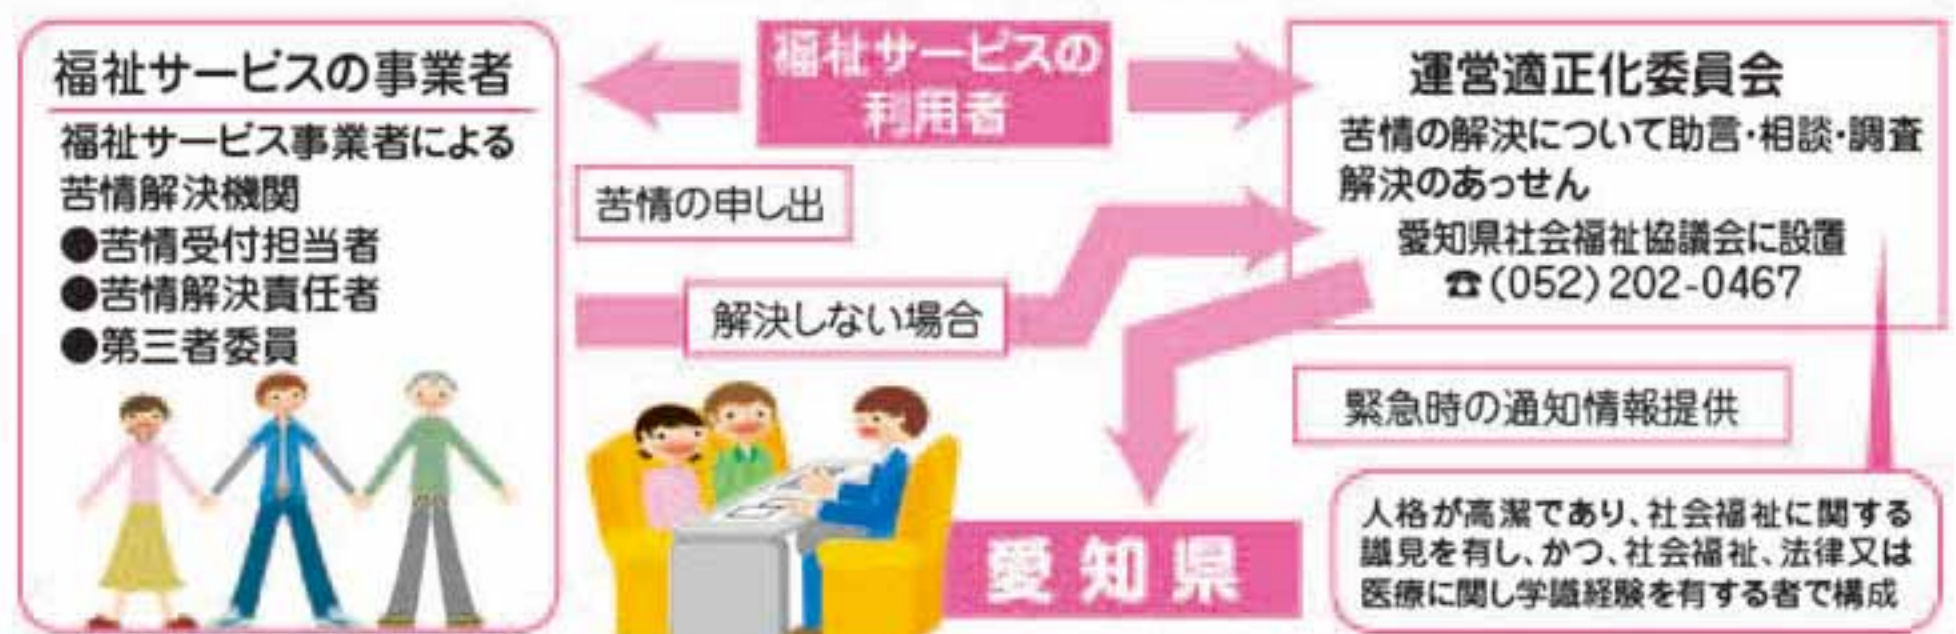 福祉サービスの事業者
福祉サービス事業者による
苦情解決機関
●苦情受付担当者
●苦情解決責任者
●第三者委員
福祉サービスの
利用者
苦情の申し出
解決しない場合
運営適正化委員会
苦情の解決について助言・相談・調査
解決のあっせん
愛知県社会福祉協議会に設置
☎(052)202-0467
緊急時の通知情報提供
愛知県
人格が高潔であり、社会福祉に関する
識見を有し、かつ、社会福祉、法律又は
医療に関し学識経験を有する者で構成